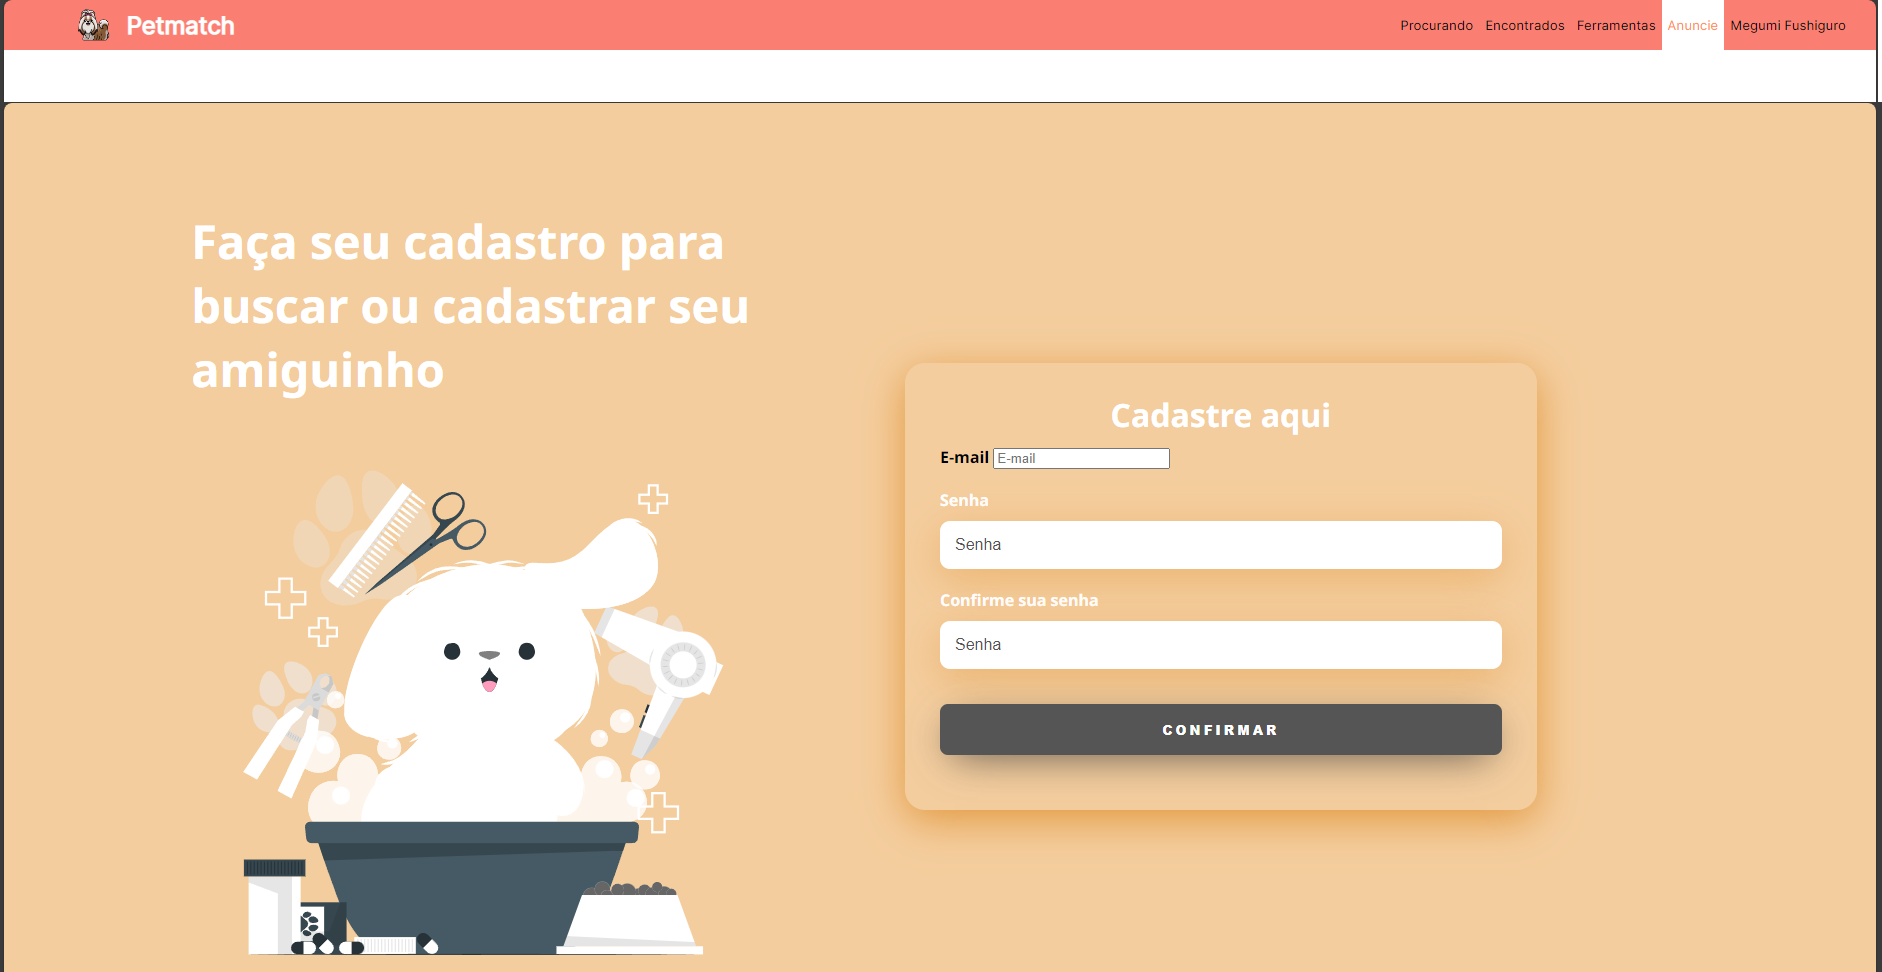 Petmatch
Procurando Encontrados Ferramentas Anuncie Megumi Fushiguro
Faça seu cadastro para
buscar ou cadastrar seu
amiguinho
Cadastre aqui
E-mail E-mail
Senha
Senha
Confirme sua senha
Senha
CONFIRMAR